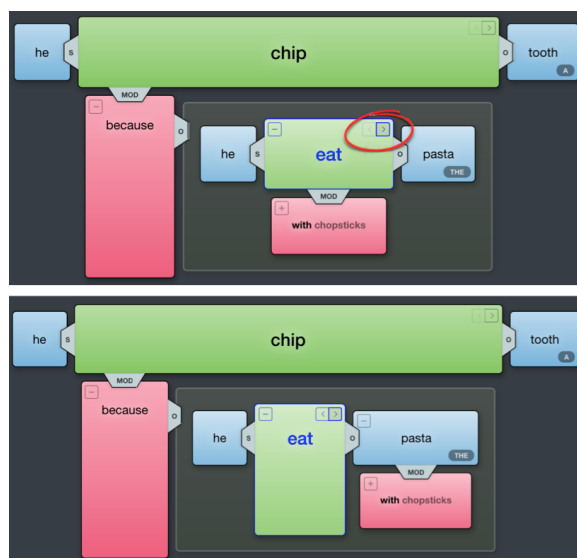 he
S
chip
O
tooth
A
MOD
because
O
he
S
eat
O
pasta
THE
MOD
with chopsticks
he
S
chip
O
tooth
A
MOD
because
O
he
S
eat
O
pasta
THE
MOD
with chopsticks